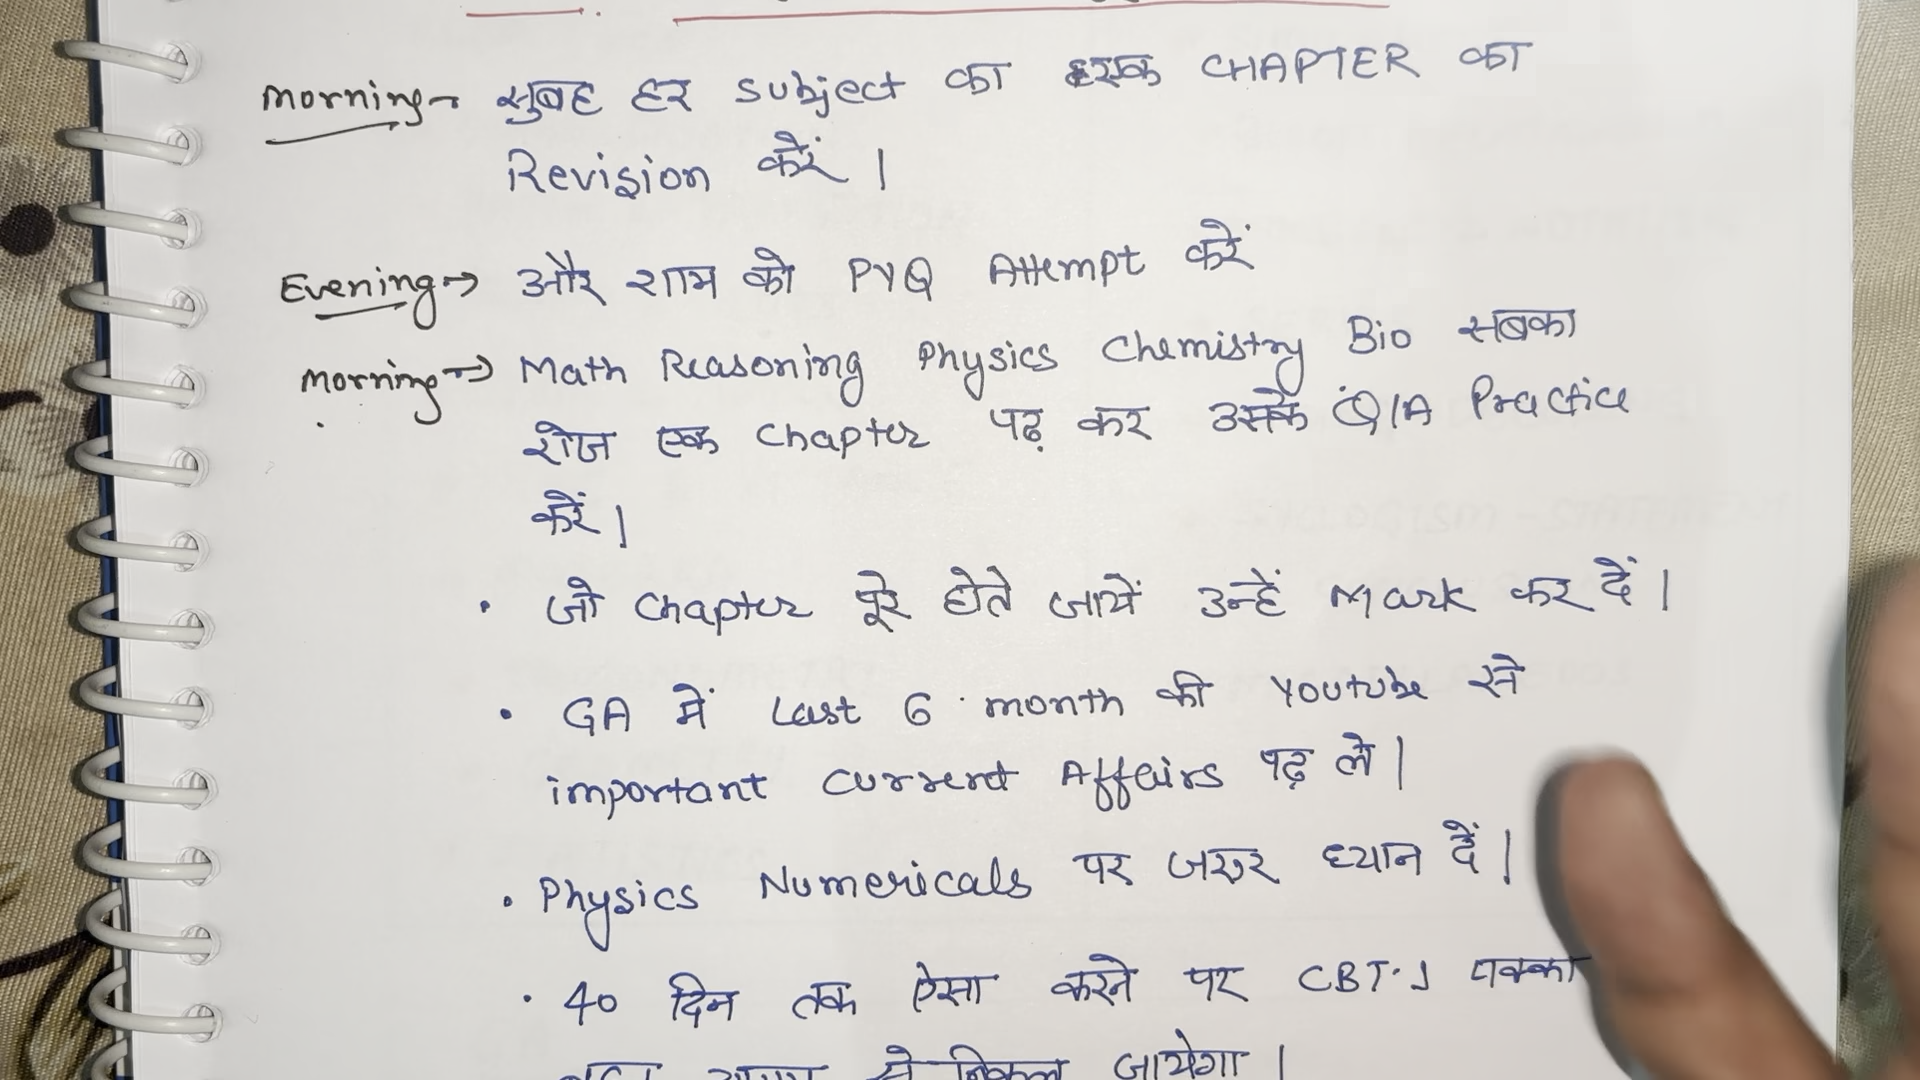 Morning→ सुबह हर subject का एक CHAPTER का
Revision करें ।
Evening→ और शाम को PYQ Attempt करें
Morning→ Math Reasoning Physics Chemistry Bio सबका
रोज एक Chapter पढ़ कर उसके Q/A Practice
करें ।
• जो Chapter पूरे होते जायें उन्हें Mark कर दें ।
• GA में Last 6 month की Youtube से
important Current Affairs पढ़ ले ।
• Physics Numericals पर जरूर ध्यान दें ।
• 40 दिन तक ऐसा करने पर CBT-1 पक्का
से निकल जायेगा ।